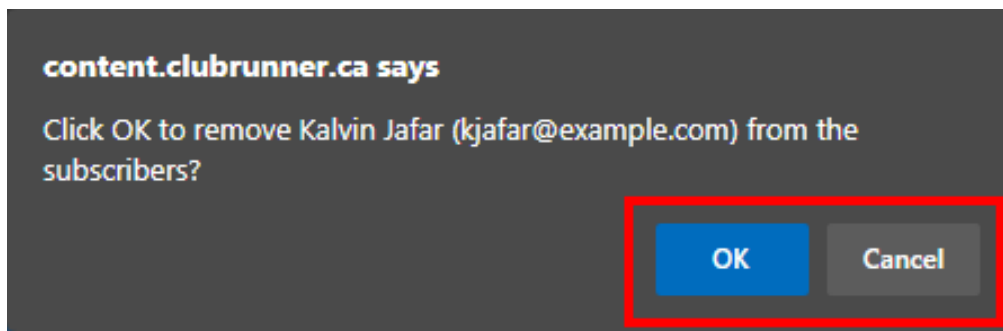 content.clubrunner.ca says
Click OK to remove Kalvin Jafar (kjafar@example.com) from the
subscribers?
OK Cancel